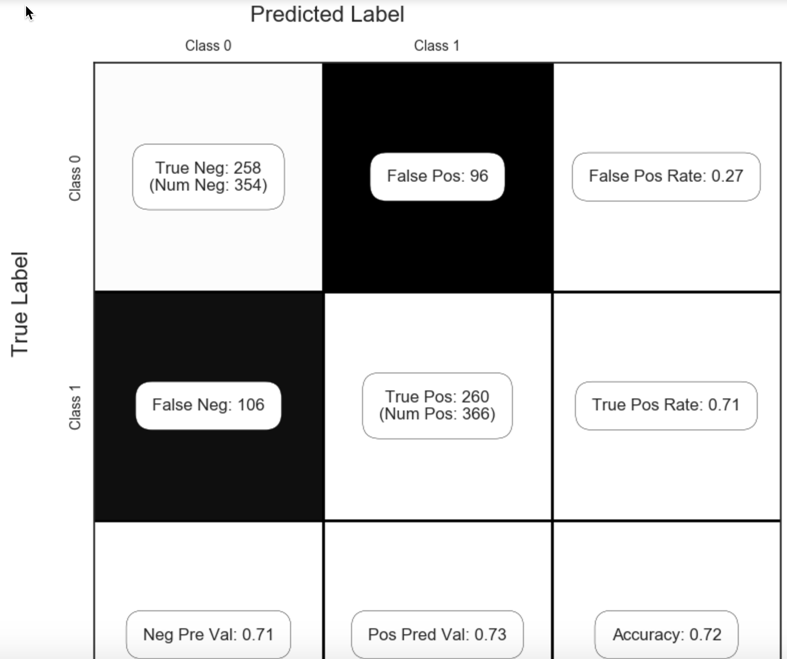 Predicted Label
Class 0
Class 1
True Label
Class 0
True Neg: 258
(Num Neg: 354)
False Pos: 96
False Pos Rate: 0.27
Class 1
False Neg: 106
True Pos: 260
(Num Pos: 366)
True Pos Rate: 0.71
Neg Pre Val: 0.71
Pos Pred Val: 0.73
Accuracy: 0.72